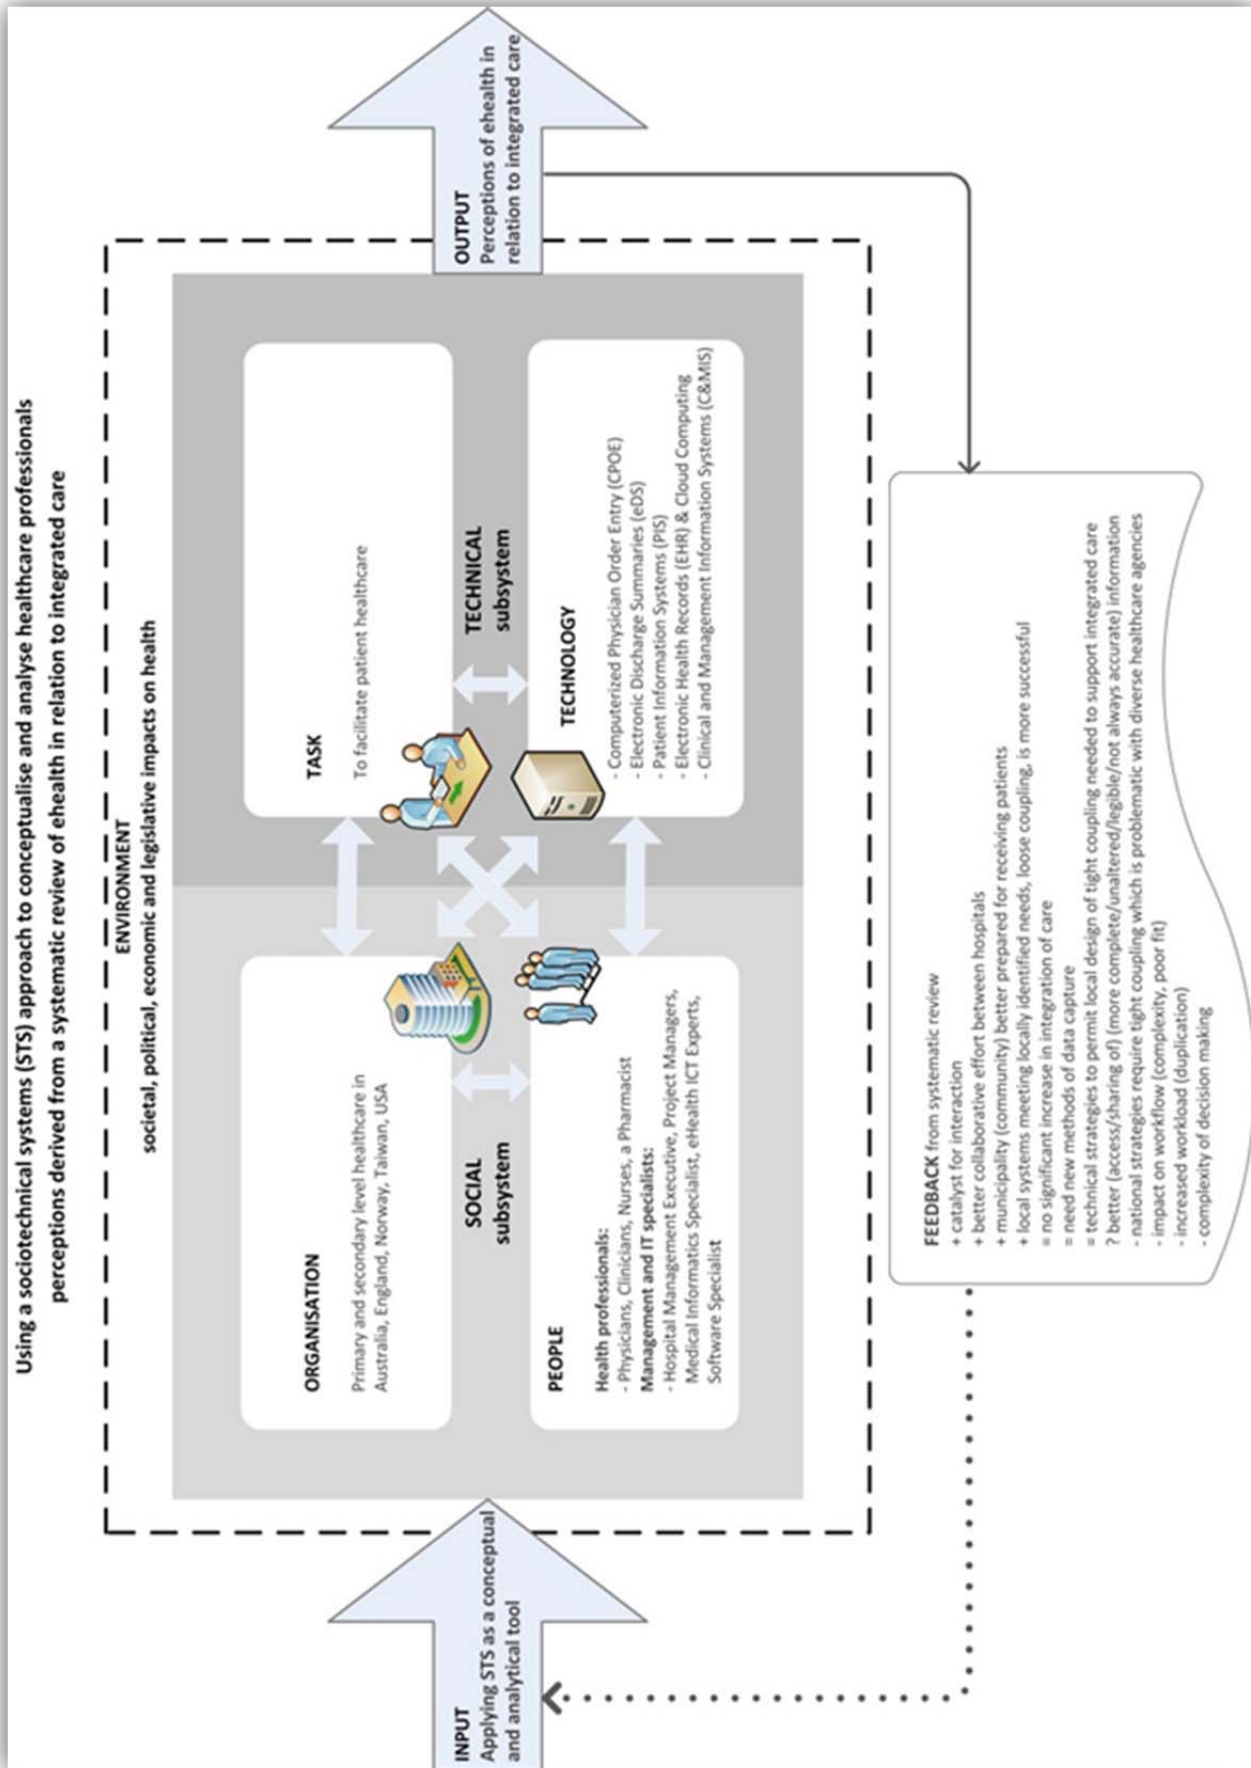 Using a sociotechnical systems (STS) approach to conceptualise and analyse healthcare professionals
perceptions derived from a systematic review of ehealth in relation to integrated care
ENVIRONMENT
societal, political, economic and legislative impacts on health
INPUT
Applying STS as a conceptual
and analytical tool
ORGANISATION
Primary and secondary level healthcare in
Australia, England, Norway, Taiwan, USA
SOCIAL
subsystem
PEOPLE
Health professionals:
- Physicians, Clinicians, Nurses, a Pharmacist
Management and IT specialists:
- Hospital Management Executive, Project Managers,
Medical Informatics Specialist, eHealth ICT Experts,
Software Specialist
TASK
To facilitate patient healthcare
TECHNICAL
subsystem
TECHNOLOGY
- Computerized Physician Order Entry (CPOE)
- Electronic Discharge Summaries (eDS)
- Patient Information Systems (PIS)
- Electronic Health Records (EHR) & Cloud Computing
- Clinical and Management Information Systems (C&MIS)
OUTPUT
Perceptions of ehealth in
relation to integrated care
FEEDBACK from systematic review
+ catalyst for interaction
+ better collaborative effort between hospitals
+ municipality (community) better prepared for receiving patients
+ local systems meeting locally identified needs, loose coupling, is more successful
= no significant increase in integration of care
= need new methods of data capture
= technical strategies to permit local design of tight coupling needed to support integrated care
? better (access/sharing of) (more complete/unaltered/legible/not always accurate) information
- national strategies require tight coupling which is problematic with diverse healthcare agencies
- impact on workflow (complexity, poor fit)
- increased workload (duplication)
- complexity of decision making